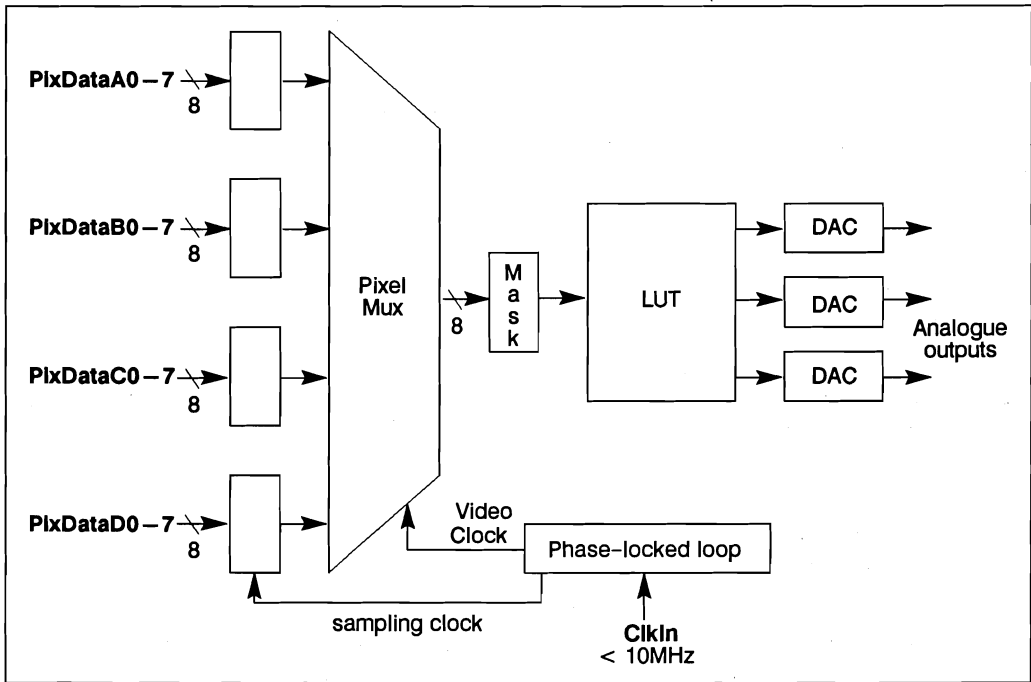 PixDataA0–7
8
PixDataB0–7
8
PixDataC0–7
8
PixDataD0–7
8
Pixel
Mux
8
Mask
LUT
DAC
DAC
DAC
Analogue
outputs
Video
Clock
Phase-locked loop
sampling clock
ClkIn
< 10MHz